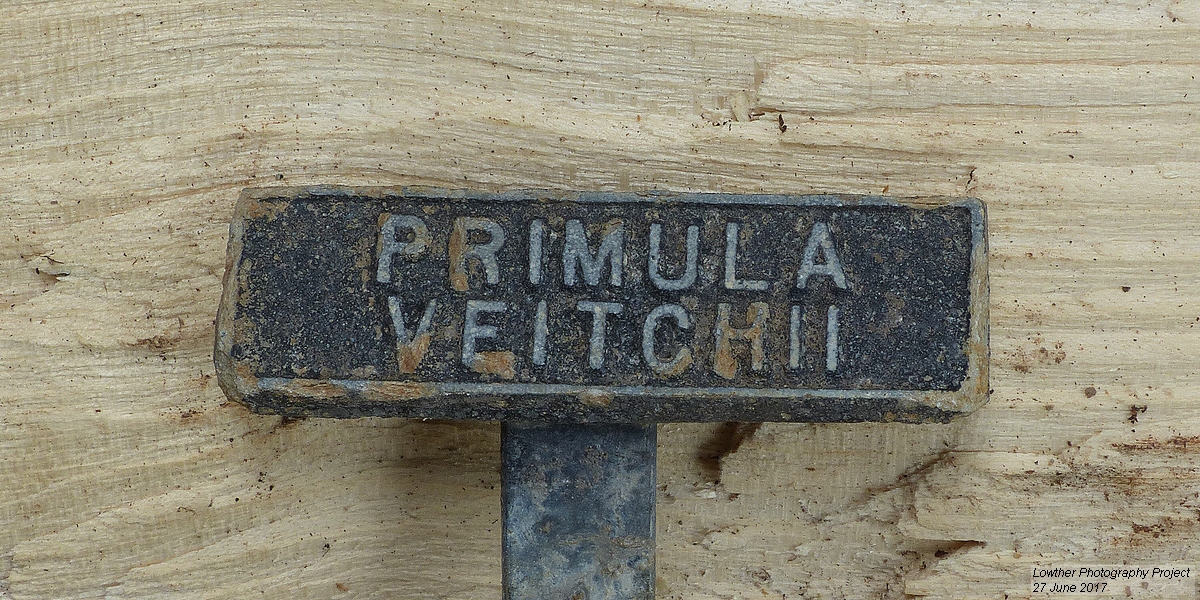 PRIMULA
VEITCHII
Lowther Photography Project
27 June 2017